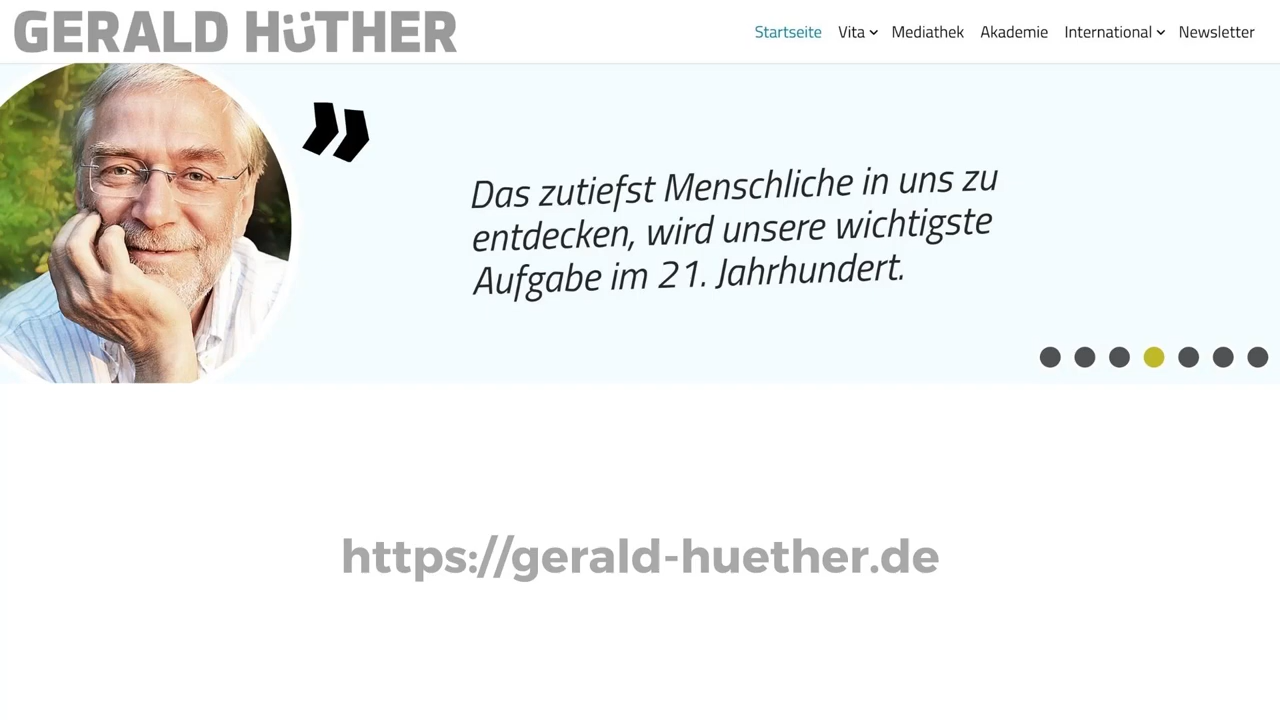 GERALD HüTHER
Startseite Vita Mediathek Akademie International Newsletter
Das zutiefst Menschliche in uns zu
entdecken, wird unsere wichtigste
Aufgabe im 21. Jahrhundert.
https://gerald-huether.de